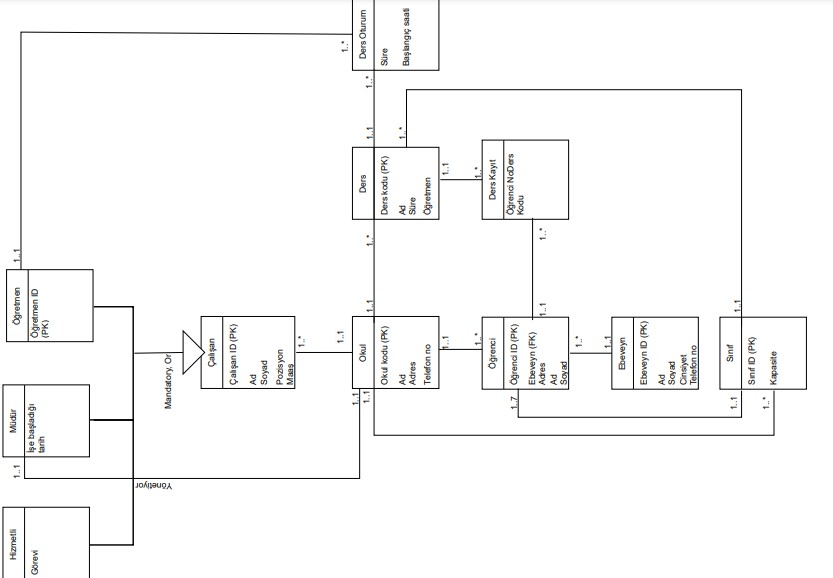 Ders Oturum
Süre
Başlangıç saati
1..*
1..*
1..1
1..*
Ders
Ders kodu (PK)
Ad
Süre
Öğretmen
1..1
1..*
Ders Kayıt
Öğrenci NoDers
Kodu
1..*
1..1
1..*
1..1
Öğretmen
Öğretmen ID
(PK)
Müdür
İşe başladığı
tarih
1..1
Yönetiyor
Hizmetli
Görevi
Mandatory, Or
Çalışan
Çalışan ID (PK)
Ad
Soyad
Pozisyon
Maaş
1..*
1..1
1..1
Okul
Okul kodu (PK)
Ad
Adres
Telefon no
1..1
1..1
1..1
1..*
Öğrenci
Öğrenci ID (PK)
Ebeveyn (FK)
Adres
Ad
Soyad
1..7
1..*
1..1
Ebeveyn
Ebeveyn ID (PK)
Ad
Soyad
Cinsiyet
Telefon no
1..1
Sınıf
Sınıf ID (PK)
Kapasite
1..1
1..*